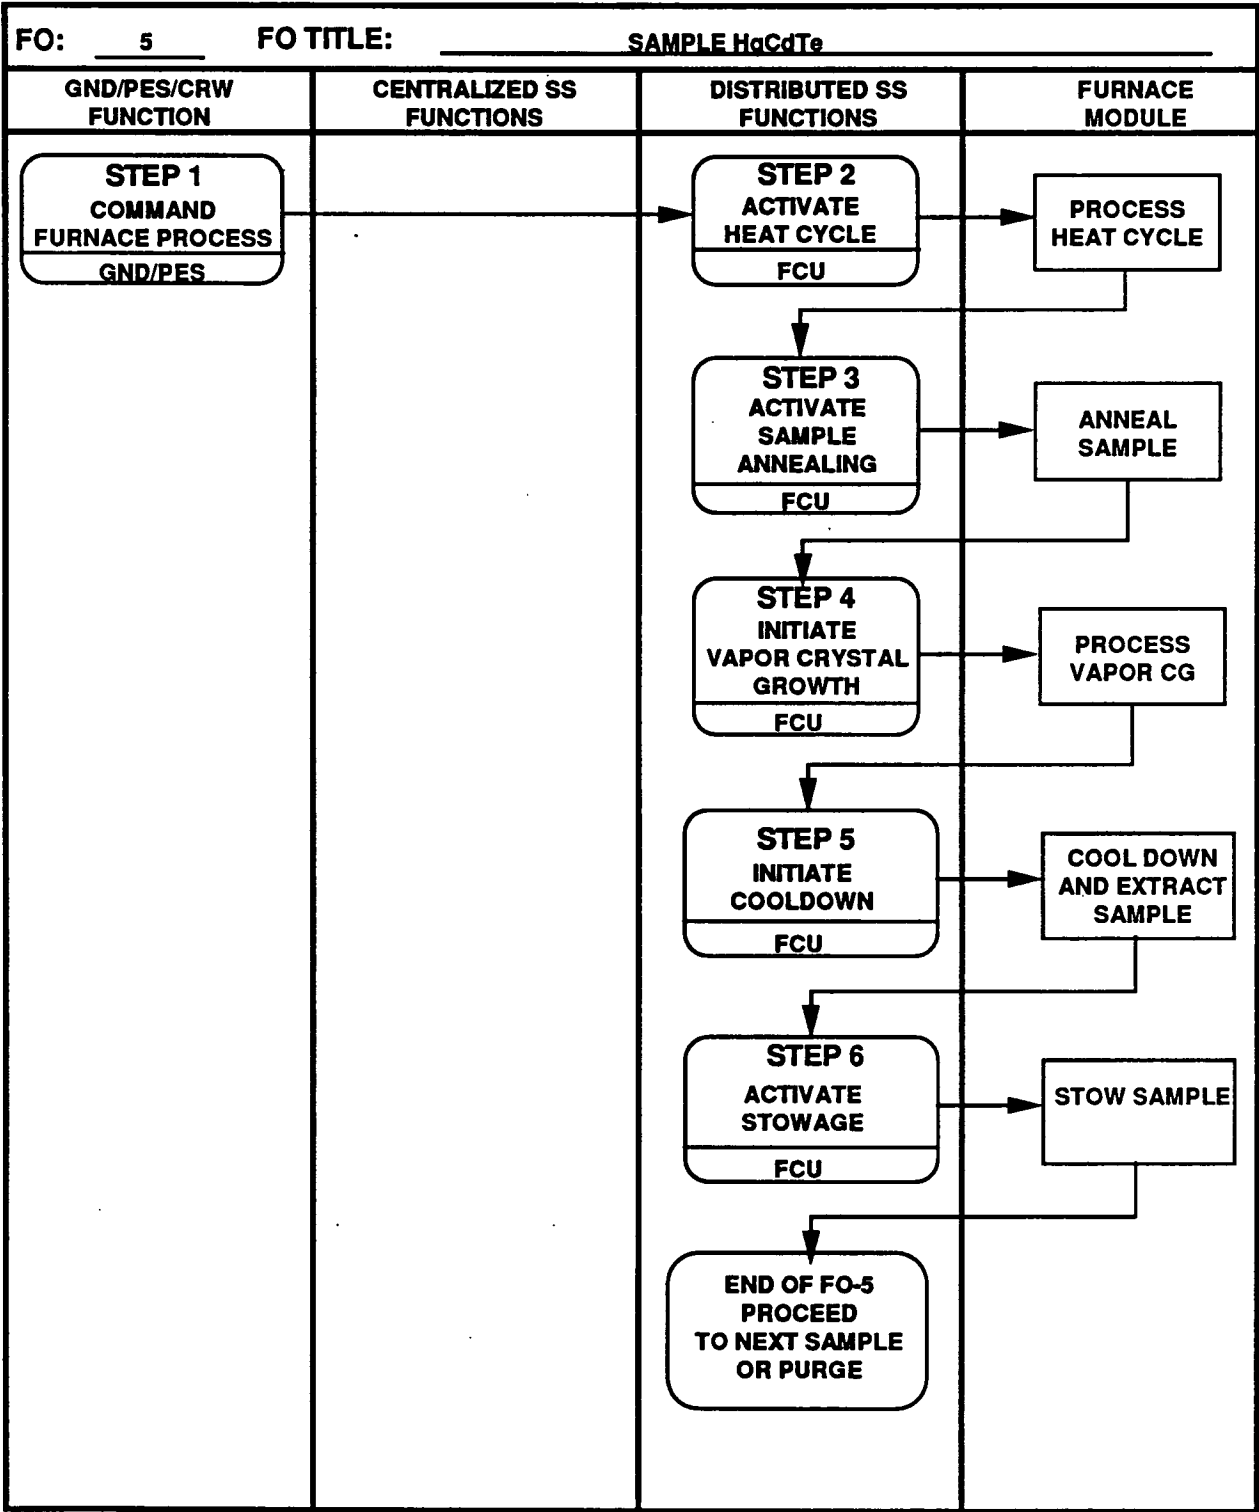 FO: 5 FO TITLE: SAMPLE HgCdTe
GND/PES/CRW
FUNCTION
CENTRALIZED SS
FUNCTIONS
DISTRIBUTED SS
FUNCTIONS
FURNACE
MODULE
STEP 1
COMMAND
FURNACE PROCESS
GND/PES
STEP 2
ACTIVATE
HEAT CYCLE
FCU
PROCESS
HEAT CYCLE
STEP 3
ACTIVATE
SAMPLE
ANNEALING
FCU
ANNEAL
SAMPLE
STEP 4
INITIATE
VAPOR CRYSTAL
GROWTH
FCU
PROCESS
VAPOR CG
STEP 5
INITIATE
COOLDOWN
FCU
COOL DOWN
AND EXTRACT
SAMPLE
STEP 6
ACTIVATE
STOWAGE
FCU
STOW SAMPLE
END OF FO-5
PROCEED
TO NEXT SAMPLE
OR PURGE